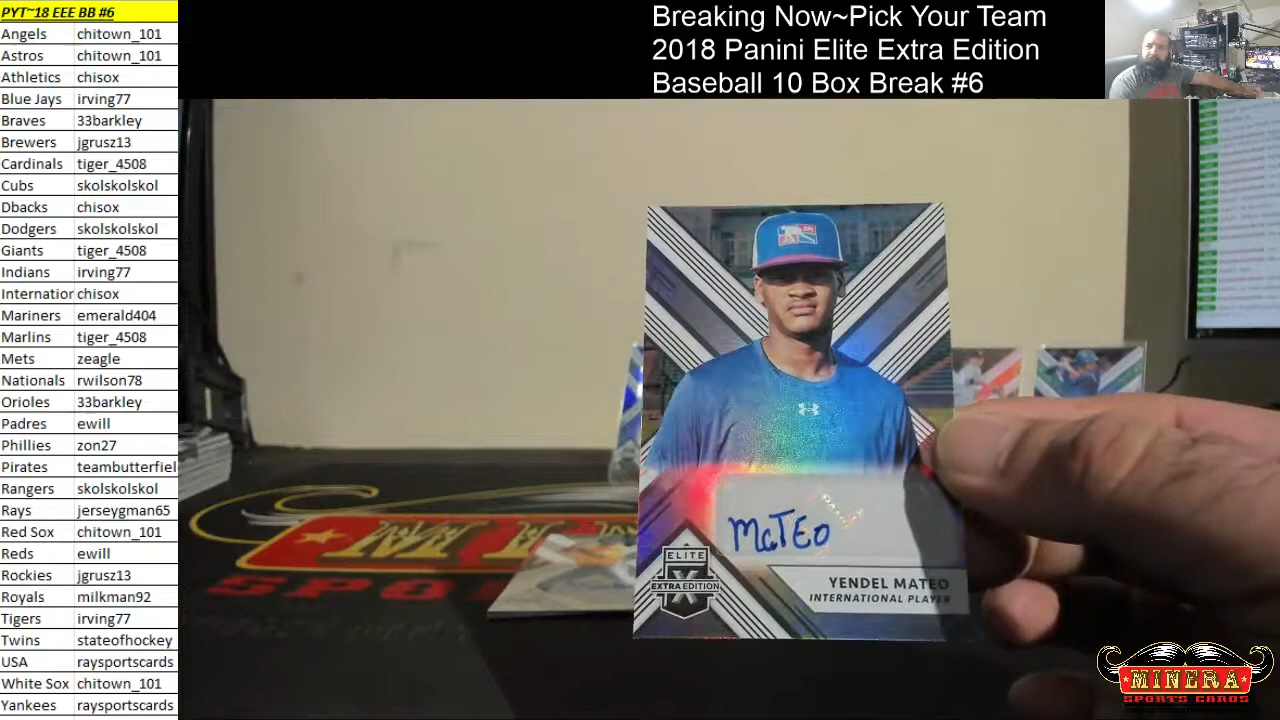 PYT~18 EEE BB #6
Angels chitown_101
Astros chitown_101
Athletics chisox
Blue Jays irving77
Braves 33barkley
Brewers jgrusz13
Cardinals tiger_4508
Cubs skolskolskol
Dbacks chisox
Dodgers skolskolskol
Giants tiger_4508
Indians irving77
Internation chisox
Mariners emerald404
Marlins tiger_4508
Mets zeagle
Nationals rwilson78
Orioles 33barkley
Padres ewill
Phillies zon27
Pirates teambutterfiel
Rangers skolskolskol
Rays jerseygman65
Red Sox chitown_101
Reds ewill
Rockies jgrusz13
Royals milkman92
Tigers irving77
Twins stateofhockey
USA raysportscards
White Sox chitown_101
Yankees raysportscards
Breaking Now~Pick Your Team
2018 Panini Elite Extra Edition
Baseball 10 Box Break #6
MaTEO
ELITE
EXTRA EDITION
YENDEL MATEO
INTERNATIONAL PLAYER
MINERA
SPORTS CARDS